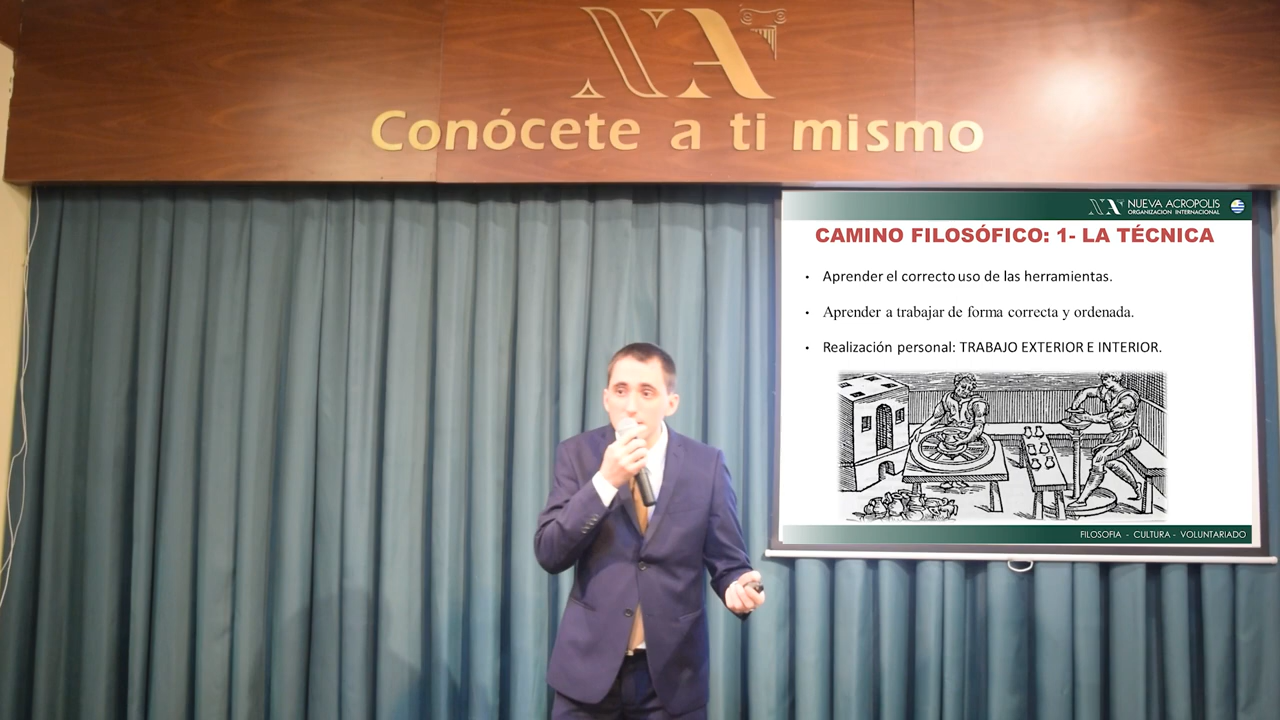 NA
Conócete a ti mismo
NA NUEVA ACROPOLIS
ORGANIZACION INTERNACIONAL
CAMINO FILOSÓFICO: 1- LA TÉCNICA
• Aprender el correcto uso de las herramientas.
• Aprender a trabajar de forma correcta y ordenada.
• Realización personal: TRABAJO EXTERIOR E INTERIOR.
FILOSOFIA - CULTURA - VOLUNTARIADO